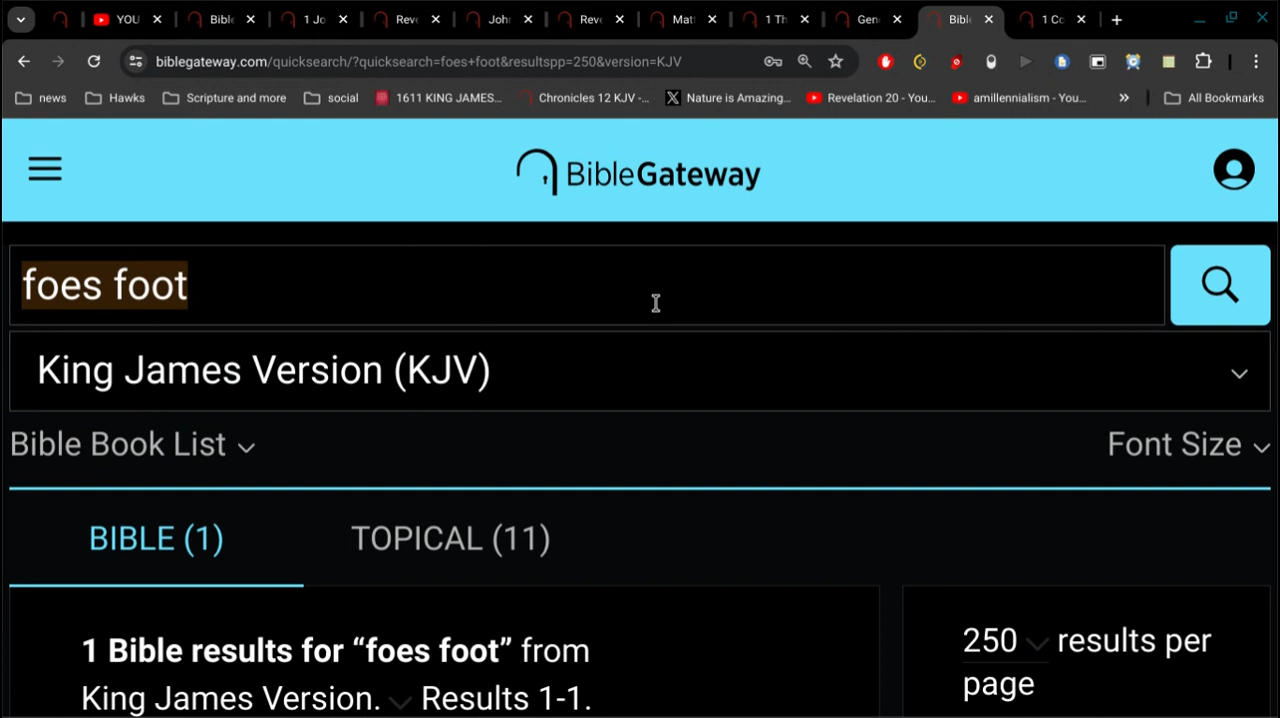 YOU Bible 1 Jo Reve John Reve Matt 1 Th Gen Bibl 1 Co
biblegateway.com/quicksearch/?quicksearch=foes+foot&resultspp=250&version=KJV
news Hawks Scripture and more social 1611 KING JAMES... Chronicles 12 KJV -... Nature is Amazing... Revelation 20 - You... amillennialism - You... » All Bookmarks
BibleGateway
foes foot
King James Version (KJV)
Bible Book List Font Size
BIBLE (1) TOPICAL (11)
1 Bible results for “foes foot” from
King James Version. Results 1-1.
250 results per
page